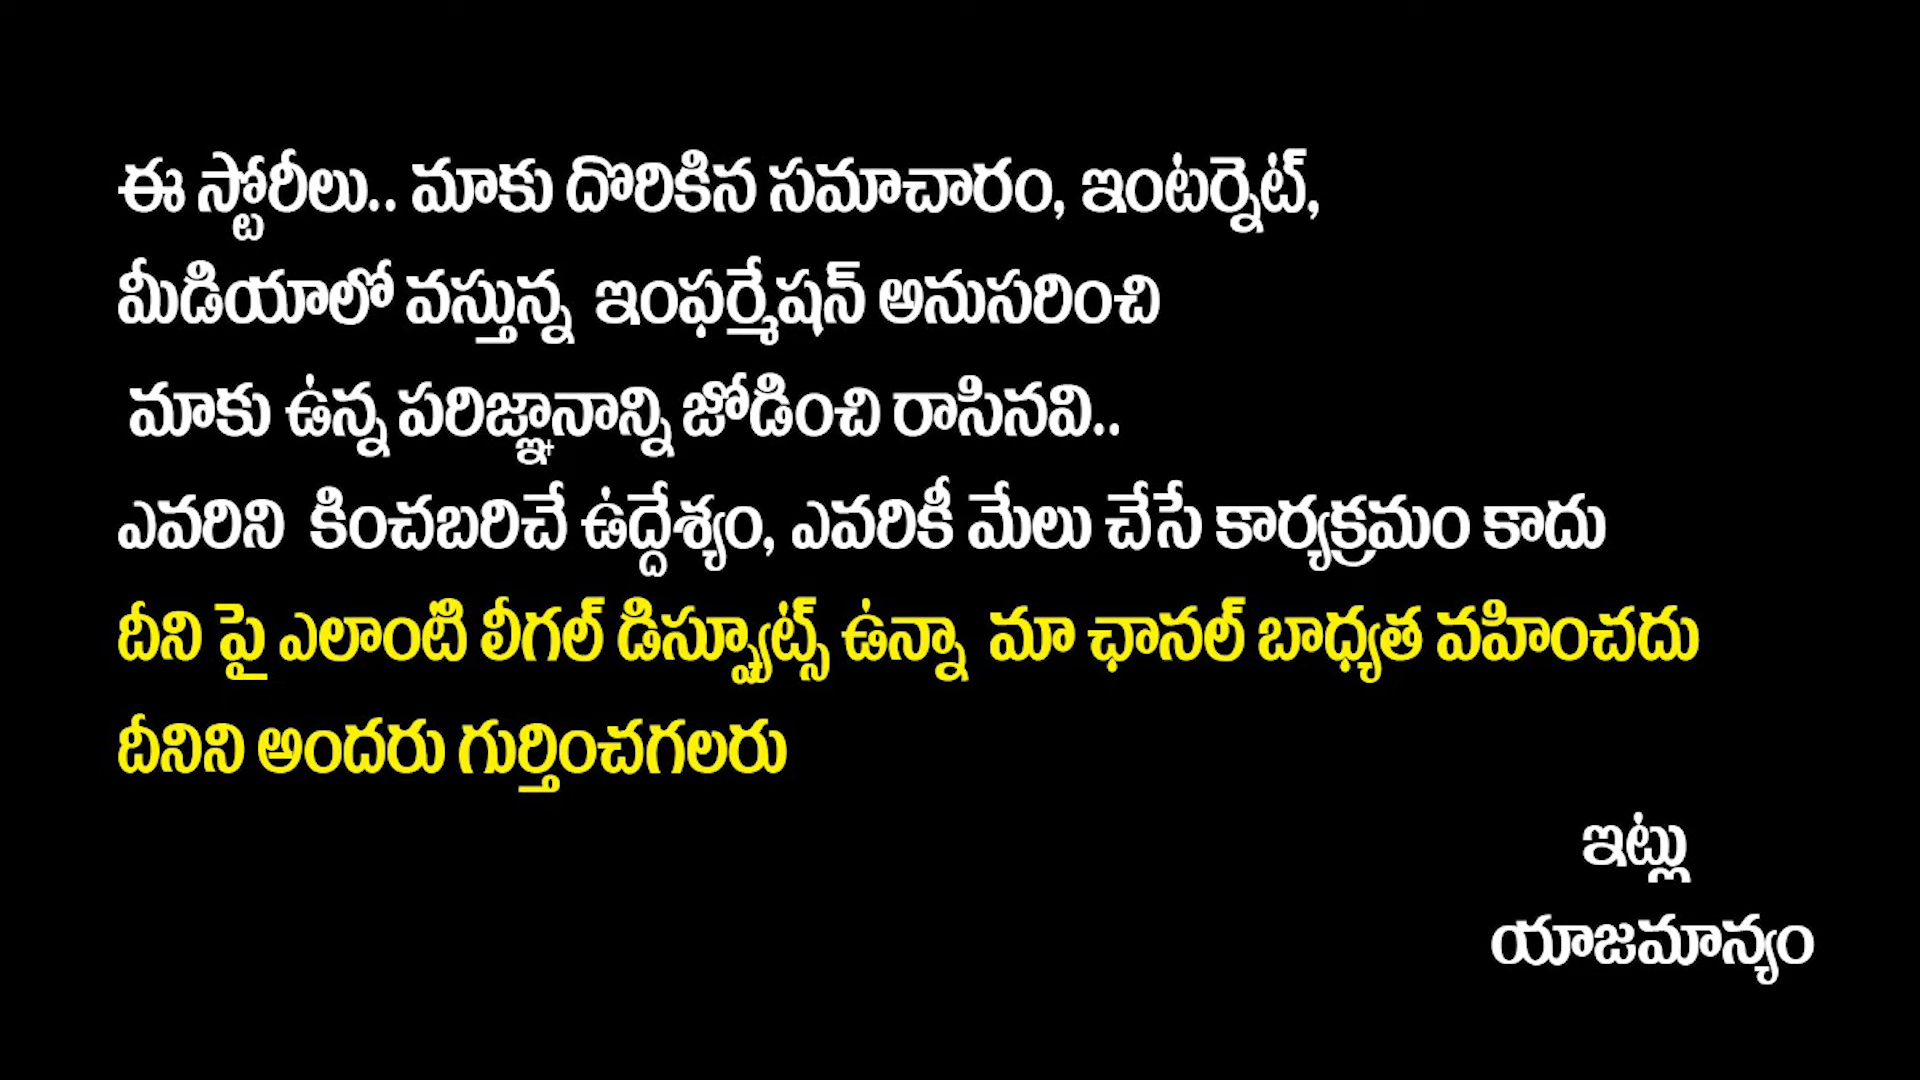 ఈ స్టోరీలు.. మాకు దొరికిన సమాచారం, ఇంటర్నెట్,
మీడియాలో వస్తున్న ఇంఫర్మేషన్ అనుసరించి
మాకు ఉన్న పరిజ్ఞానాన్ని జోడించి రాసినవి..
ఎవరిని కించబరిచే ఉద్దేశ్యం, ఎవరికీ మేలు చేసే కార్యక్రమం కాదు
దీని పై ఎలాంటి లీగల్ డిస్ప్యూట్స్ ఉన్నా మా ఛానల్ బాధ్యత వహించదు
దీనిని అందరు గుర్తించగలరు
ఇట్లు
యాజమాన్యం